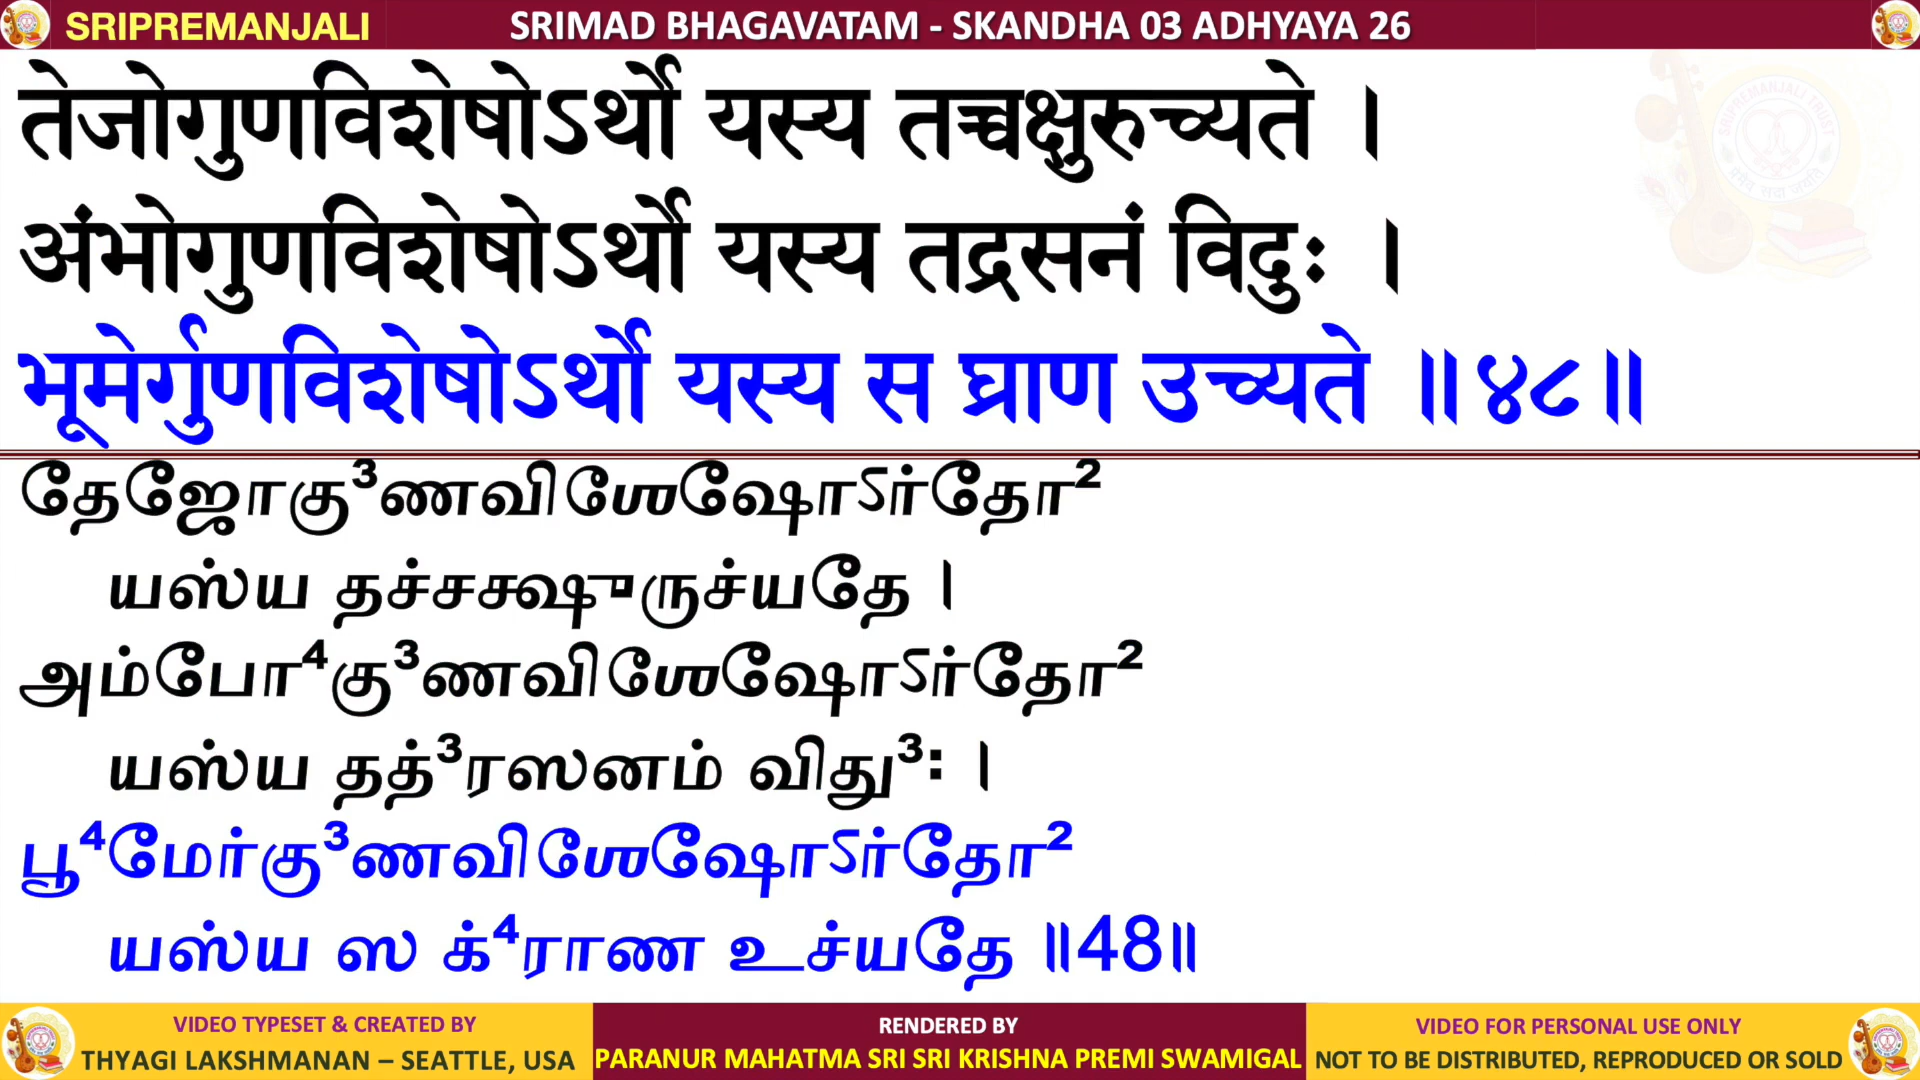 SRIPREMANJALI
SRIMAD BHAGAVATAM - SKANDHA 03 ADHYAYA 26
तेजोगुणविशेषोऽर्थो यस्य तच्चक्षुरुच्यते ।
अंभोगुणविशेषोऽर्थो यस्य तद्रसनं विदुः ।
भूमेर्गुणविशेषोऽर्थो यस्य स घ्राण उच्यते ॥४८॥
தேஜோகு³ணவிஶேஷோऽர்தோ²
யஸ்ய தச்சக்ஷுருச்யதே ।
அம்போ⁴கு³ணவிஶேஷோऽர்தோ²
யஸ்ய தத்³ரஸனம் விது³: ।
பூ⁴மேர்கு³ணவிஶேஷோऽர்தோ²
யஸ்ய ஸ க்⁴ராண உச்யதே ॥48॥
VIDEO TYPESET & CREATED BY
THYAGI LAKSHMANAN – SEATTLE, USA
RENDERED BY
PARANUR MAHATMA SRI SRI KRISHNA PREMI SWAMIGAL
VIDEO FOR PERSONAL USE ONLY
NOT TO BE DISTRIBUTED, REPRODUCED OR SOLD